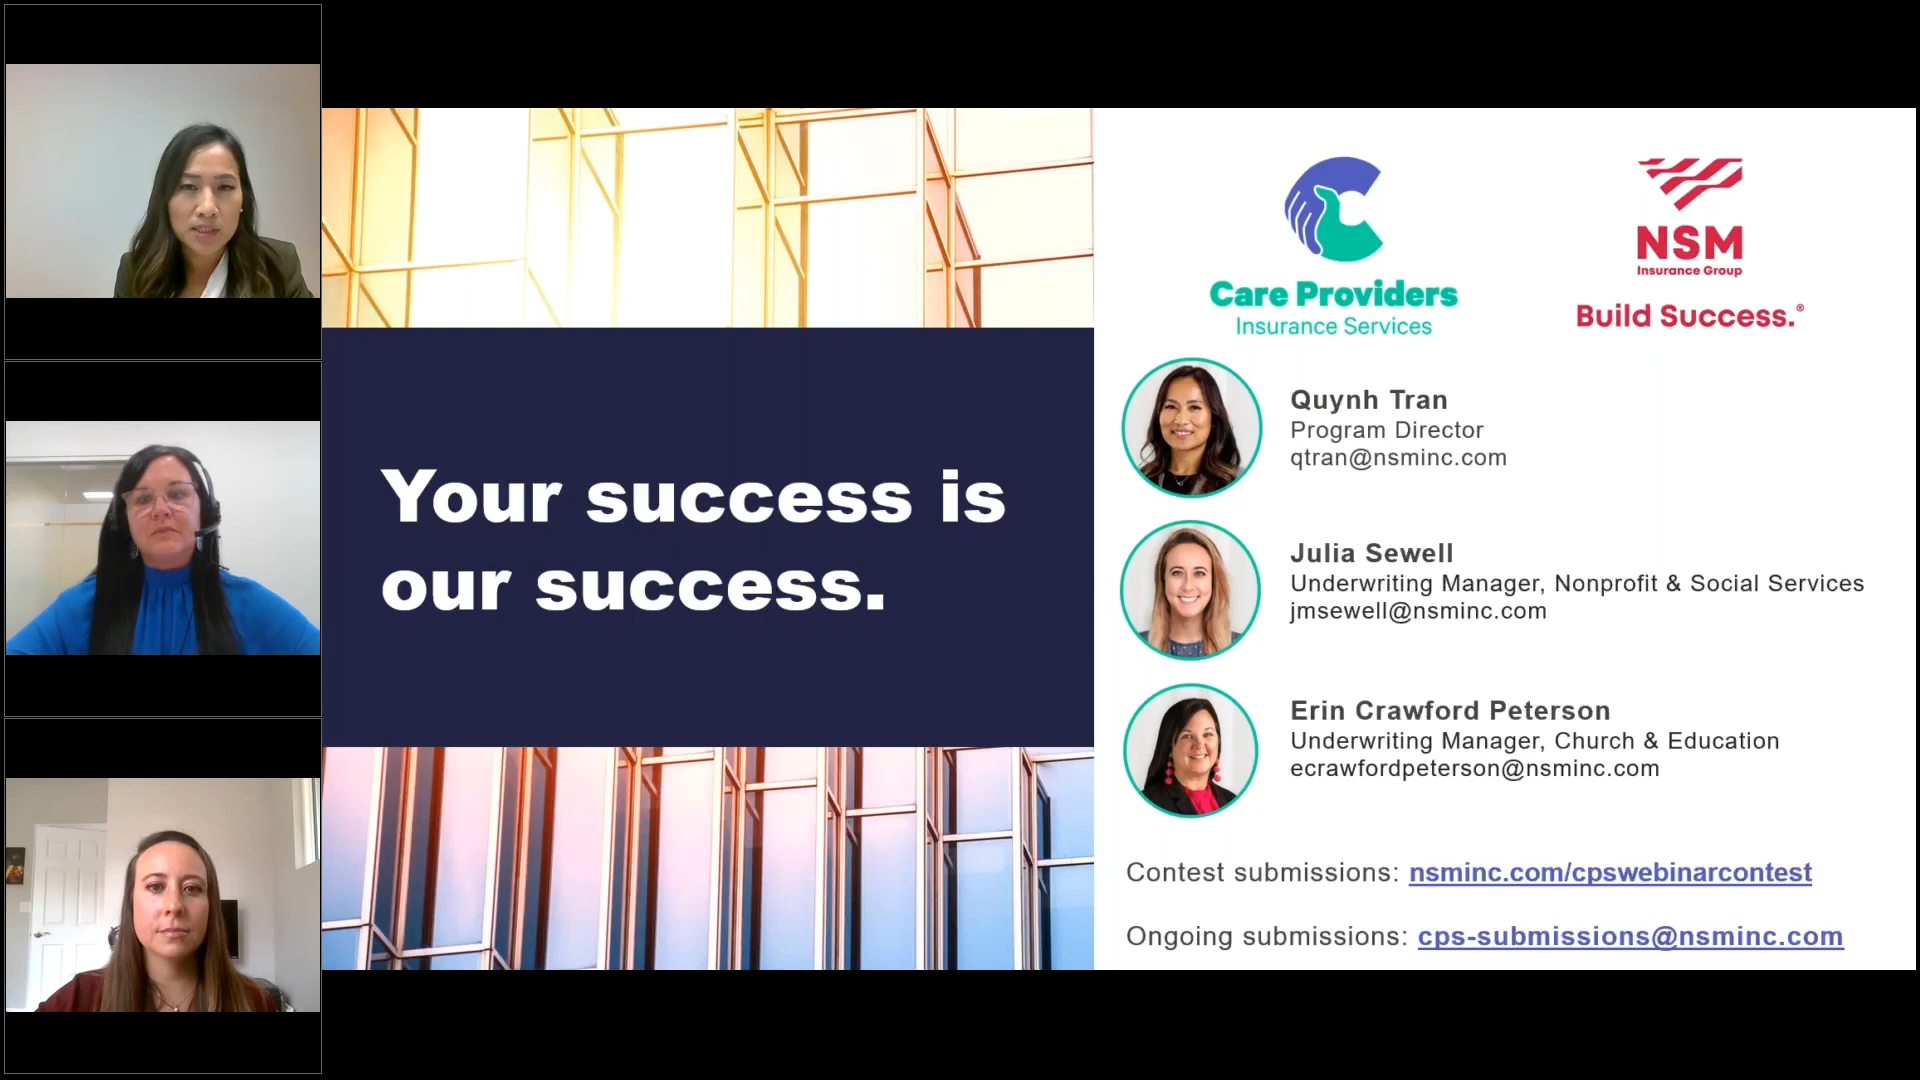 Your success is
our success.
Care Providers
Insurance Services
NSM
Insurance Group
Build Success.®
Quynh Tran
Program Director
qtran@nsminc.com
Julia Sewell
Underwriting Manager, Nonprofit & Social Services
jmsewell@nsminc.com
Erin Crawford Peterson
Underwriting Manager, Church & Education
ecrawfordpeterson@nsminc.com
Contest submissions: nsminc.com/cpswebinarcontest
Ongoing submissions: cps-submissions@nsminc.com